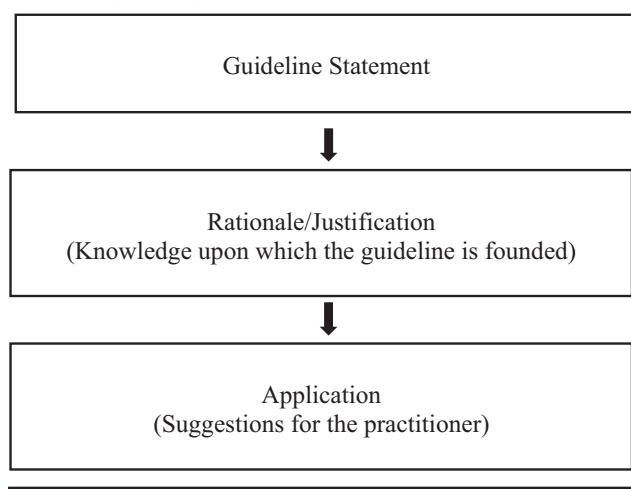 Guideline Statement
Rationale/Justification
(Knowledge upon which the guideline is founded)
Application
(Suggestions for the practitioner)